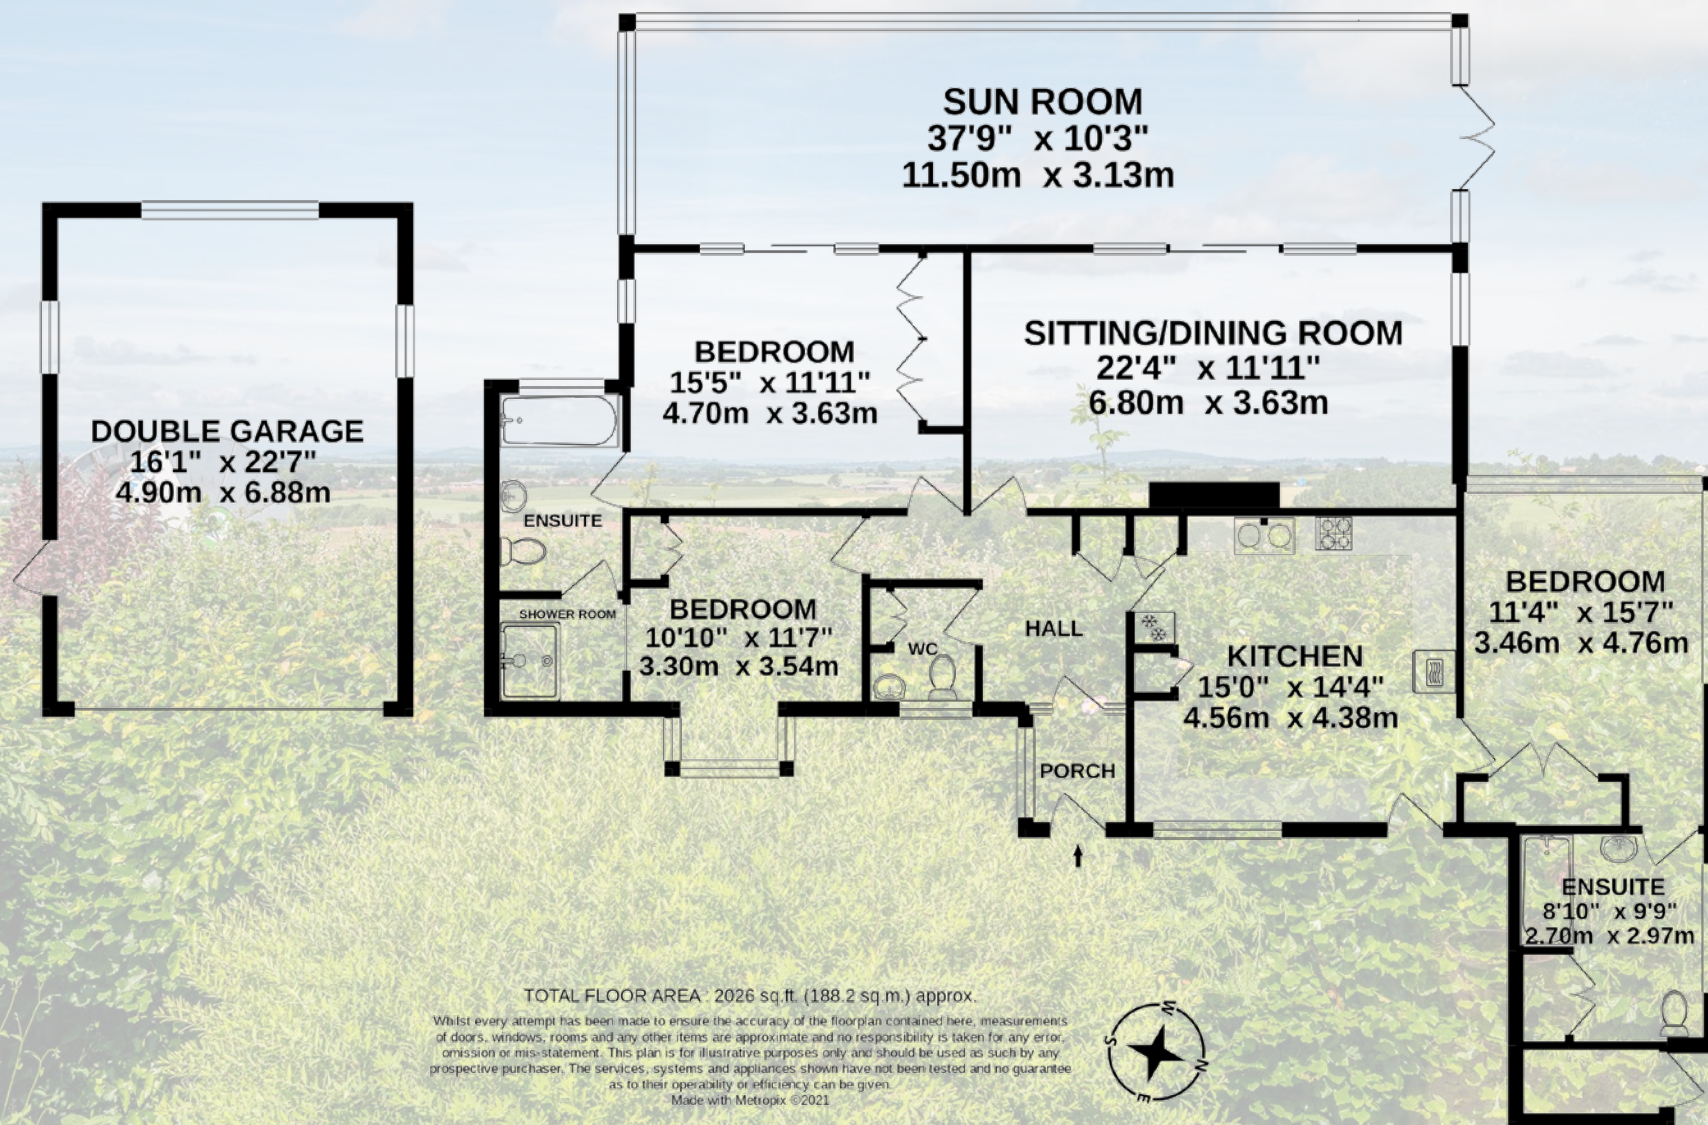 SUN ROOM
37'9" x 10'3"
11.50m x 3.13m
BEDROOM
15'5" x 11'11"
4.70m x 3.63m
SITTING/DINING ROOM
22'4" x 11'11"
6.80m x 3.63m
DOUBLE GARAGE
16'1" x 22'7"
4.90m x 6.88m
ENSUITE
SHOWER ROOM
BEDROOM
10'10" x 11'7"
3.30m x 3.54m
WC
HALL
KITCHEN
15'0" x 14'4"
4.56m x 4.38m
BEDROOM
11'4" x 15'7"
3.46m x 4.76m
PORCH
ENSUITE
8'10" x 9'9"
2.70m x 2.97m
TOTAL FLOOR AREA : 2026 sq.ft. (188.2 sq.m.) approx.
Whilst every attempt has been made to ensure the accuracy of the floorplan contained here, measurements
of doors, windows, rooms and any other items are approximate and no responsibility is taken for any error,
omission or mis-statement. This plan is for illustrative purposes only and should be used as such by any
prospective purchaser. The services, systems and appliances shown have not been tested and no guarantee
as to their operability or efficiency can be given.
Made with Metropix ©2021
W
S
N
E